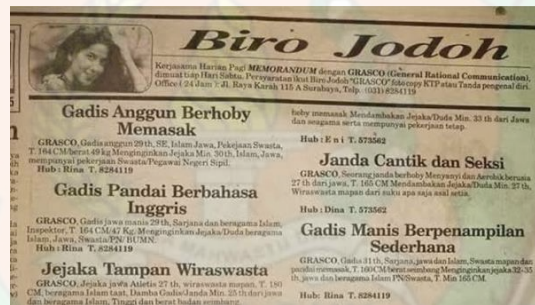 Biro Jodoh
Kerjasama Harian Pagi MEMORANDUM dengan GRASCO (General Rational Communication),
dimuat tiap Hari Sabtu. Persyaratan ikut Biro Jodoh "GRASCO" foto copy KTP atau Tanda pengenal diri.
Office ( 24 Jam ): Jl. Raya Karah 115 A Surabaya, Telp. (031) 8284119
Gadis Anggun Berhoby
Memasak
GRASCO, Gadis anggun 29 th, SE, Islam Jawa, Pekejaan Swasta,
T. 164 CM/berat 49 kg Menginginkan Jejaka Min. 30 th, Islam, Jawa,
mempunyai pekerjaan Swasta/Pegawai Negeri Sipil.
Hub : Rina T. 8284119
Gadis Pandai Berbahasa
Inggris
GRASCO, Gadis jawa manis 29 th, Sarjana dan beragama Islam,
Inspektor, T. 164 CM/47 Kg. Menginginkan Jejaka/Duda beragama
Islam, Jawa, Swasta/PN/ BUMN.
Hub : Rina T. 8284119
Jejaka Tampan Wiraswasta
GRASCO, Jejaka jawa Atletis 27 th, wiraswasta mapan, T. 180
CM, beragama Islam taat, Damba Gadis/Janda Min. 25 th dari jawa
dan beragama Islam, Tinggi dan berat badan seimbang.
hoby memasak Mendambakan Jejaka/Duda Min. 33 th dari Jawa
dan seagama serta mempunyai pekerjaan tetap.
Hub : E n i T. 573562
Janda Cantik dan Seksi
GRASCO, Seorang janda berhoby Menyanyi dan Aerobik berusia
27 th dari jawa, T. 165 CM Mendambakan Jejaka/Duda Min. 27 th,
Wiraswasta mapan dari suku apa saja asal setia.
Hub : Dina T. 573562
Gadis Manis Berpenampilan
Sederhana
GRASCO, Gadis 31 th, Sarjana, jawa dan Islam, Swasta mapan dan
pandai memasak, T. 160 CM berat seimbang Menginginkan jejaka 32-35
th, jawa dan beragama Islam PN/Swasta, T. Min 165 CM.
Hub: Rina T. 8284119